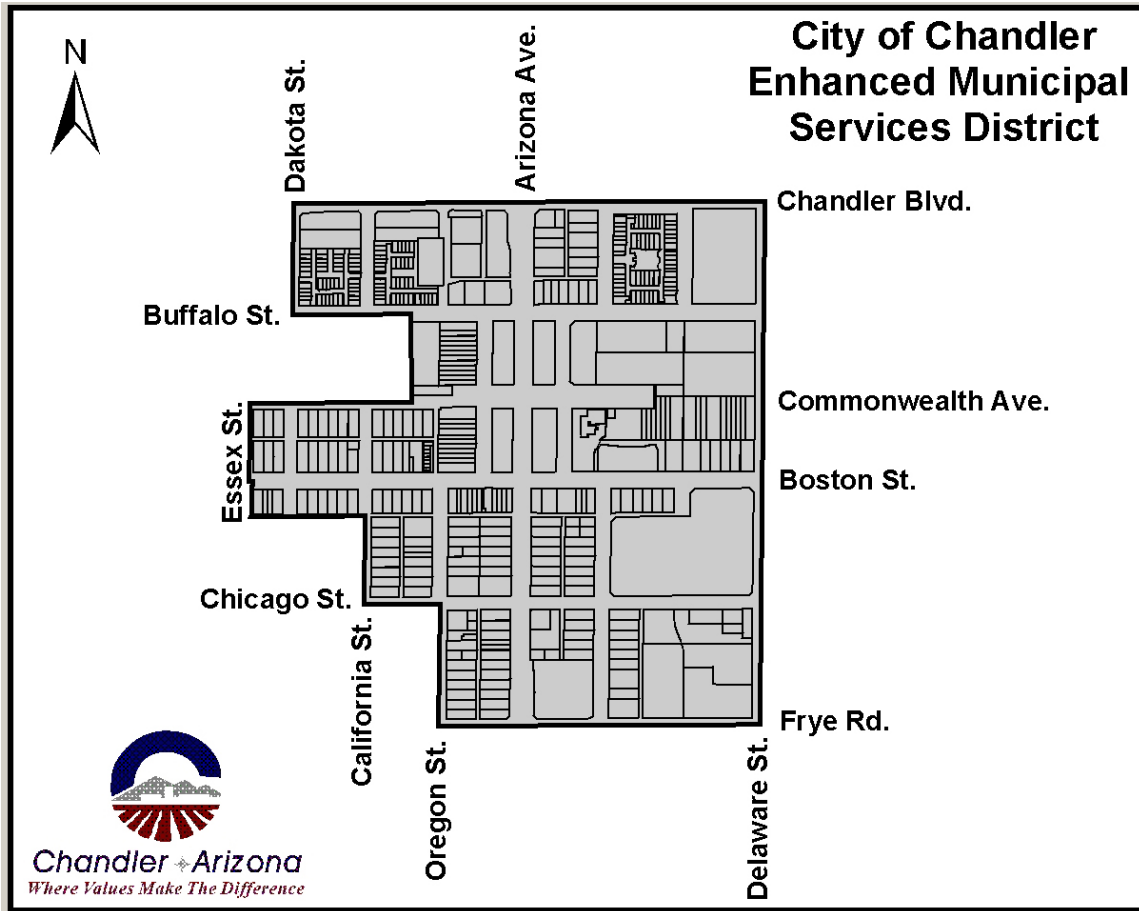 City of Chandler
Enhanced Municipal
Services District
N
Dakota St.
Arizona Ave.
Chandler Blvd.
Buffalo St.
Commonwealth Ave.
Essex St.
Boston St.
Chicago St.
California St.
Oregon St.
Frye Rd.
Delaware St.
Chandler Arizona
Where Values Make The Difference